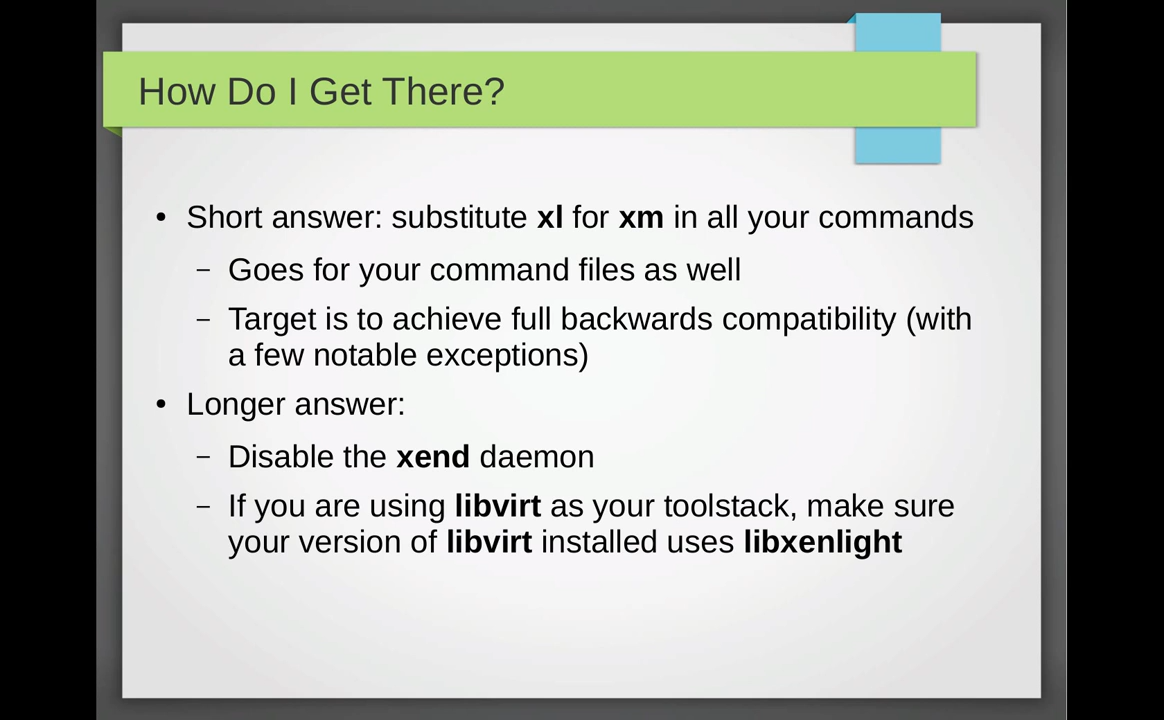 How Do I Get There?
• Short answer: substitute xl for xm in all your commands
– Goes for your command files as well
– Target is to achieve full backwards compatibility (with
a few notable exceptions)
• Longer answer:
– Disable the xend daemon
– If you are using libvirt as your toolstack, make sure
your version of libvirt installed uses libxenlight